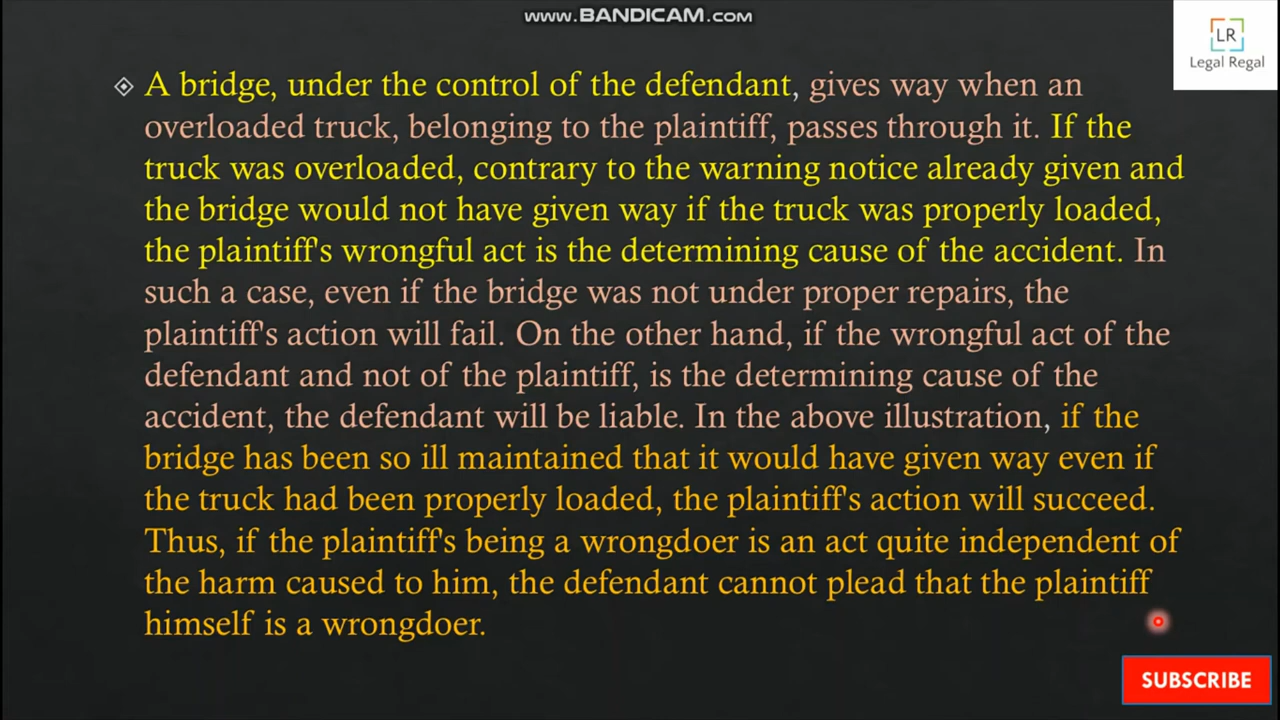 www.BANDICAM.com
LR
Legal Regal
A bridge, under the control of the defendant, gives way when an
overloaded truck, belonging to the plaintiff, passes through it. If the
truck was overloaded, contrary to the warning notice already given and
the bridge would not have given way if the truck was properly loaded,
the plaintiff's wrongful act is the determining cause of the accident. In
such a case, even if the bridge was not under proper repairs, the
plaintiff's action will fail. On the other hand, if the wrongful act of the
defendant and not of the plaintiff, is the determining cause of the
accident, the defendant will be liable. In the above illustration, if the
bridge has been so ill maintained that it would have given way even if
the truck had been properly loaded, the plaintiff's action will succeed.
Thus, if the plaintiff's being a wrongdoer is an act quite independent of
the harm caused to him, the defendant cannot plead that the plaintiff
himself is a wrongdoer.
SUBSCRIBE